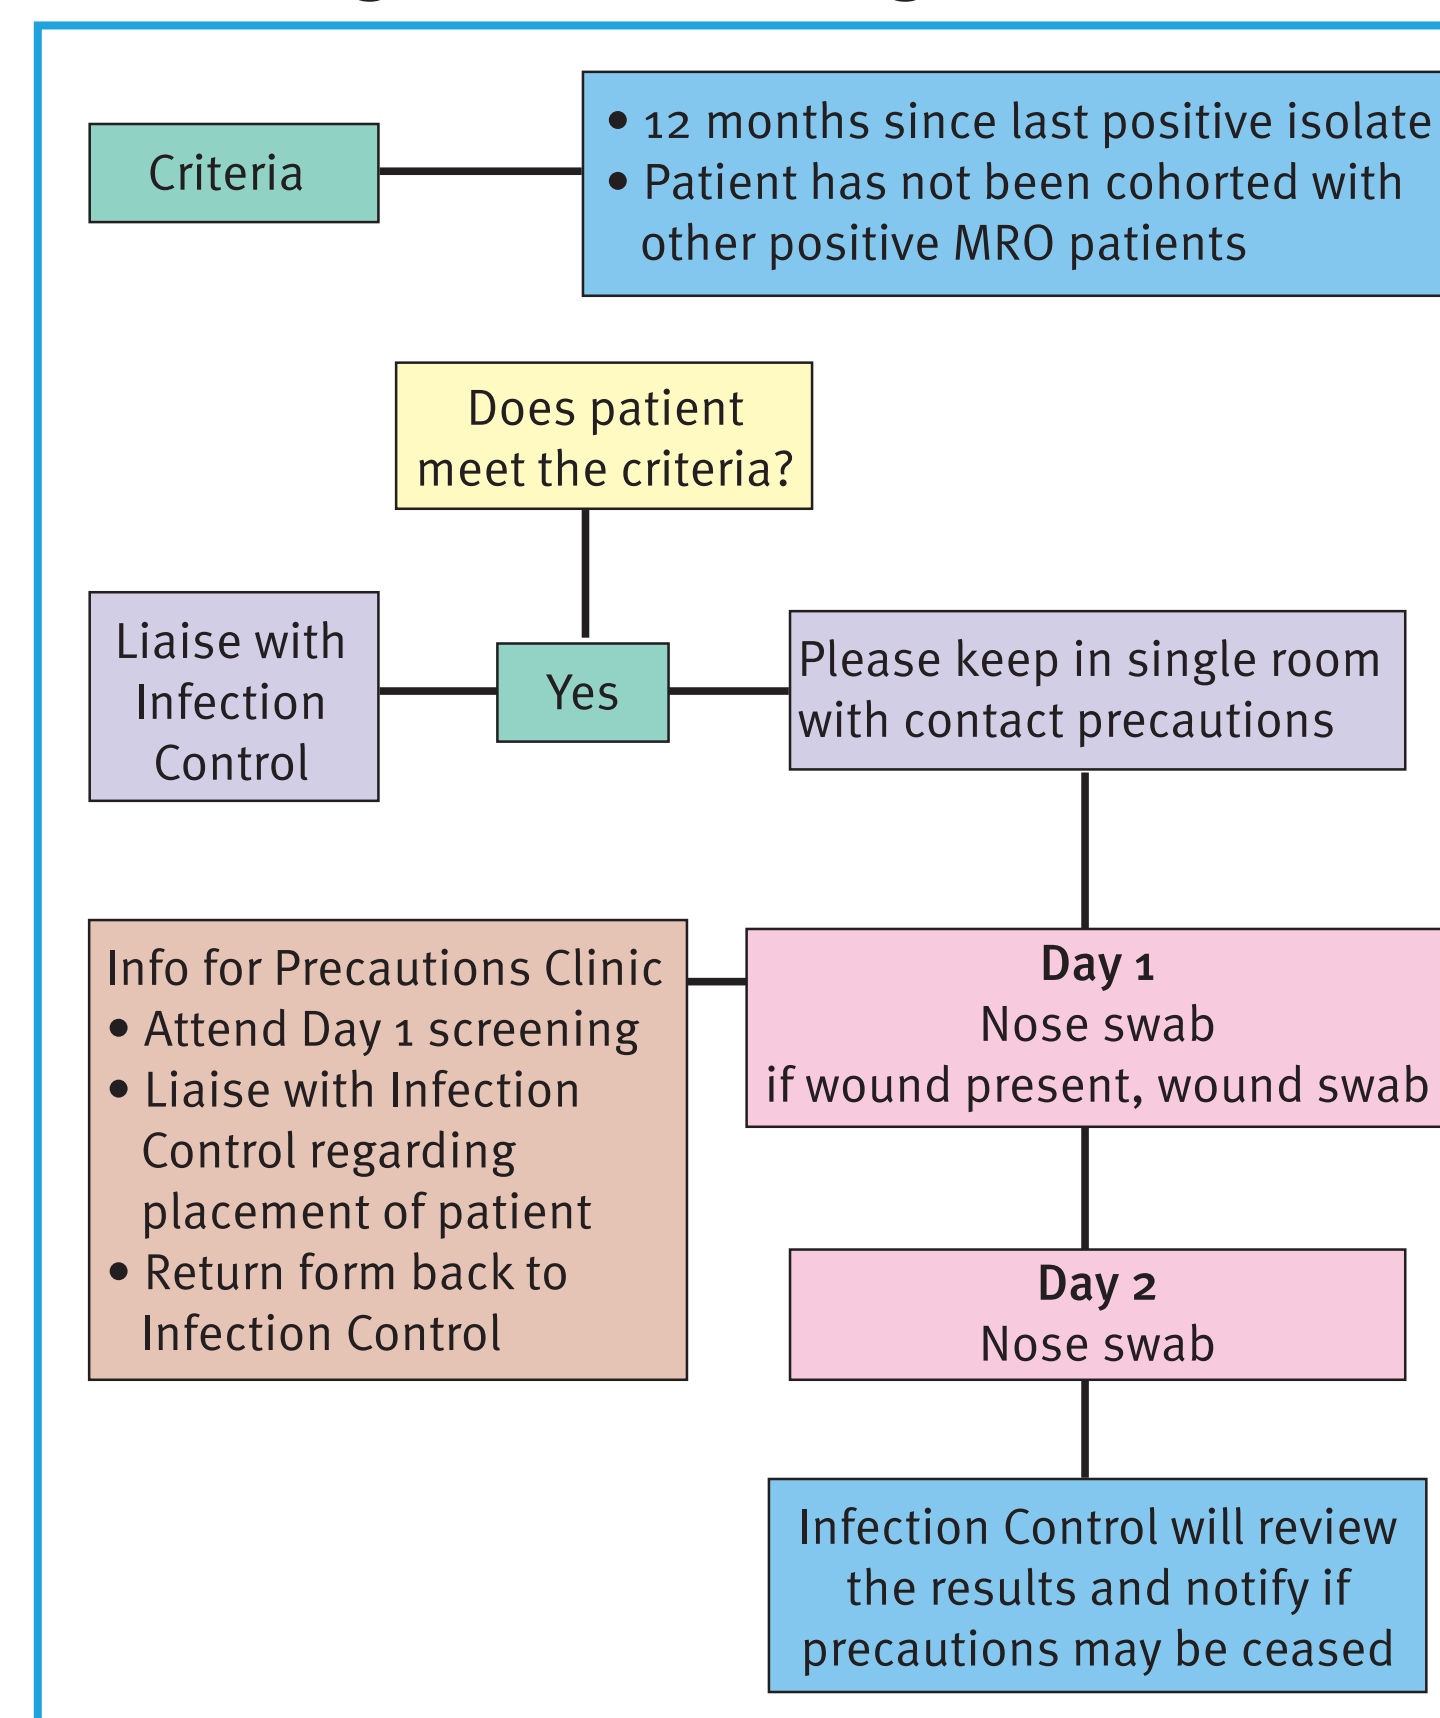 Criteria
• 12 months since last positive isolate
• Patient has not been cohorted with
other positive MRO patients
Does patient
meet the criteria?
Liaise with
Infection
Control
Yes
Please keep in single room
with contact precautions
Info for Precautions Clinic
• Attend Day 1 screening
• Liaise with Infection
Control regarding
placement of patient
• Return form back to
Infection Control
Day 1
Nose swab
if wound present, wound swab
Day 2
Nose swab
Infection Control will review
the results and notify if
precautions may be ceased